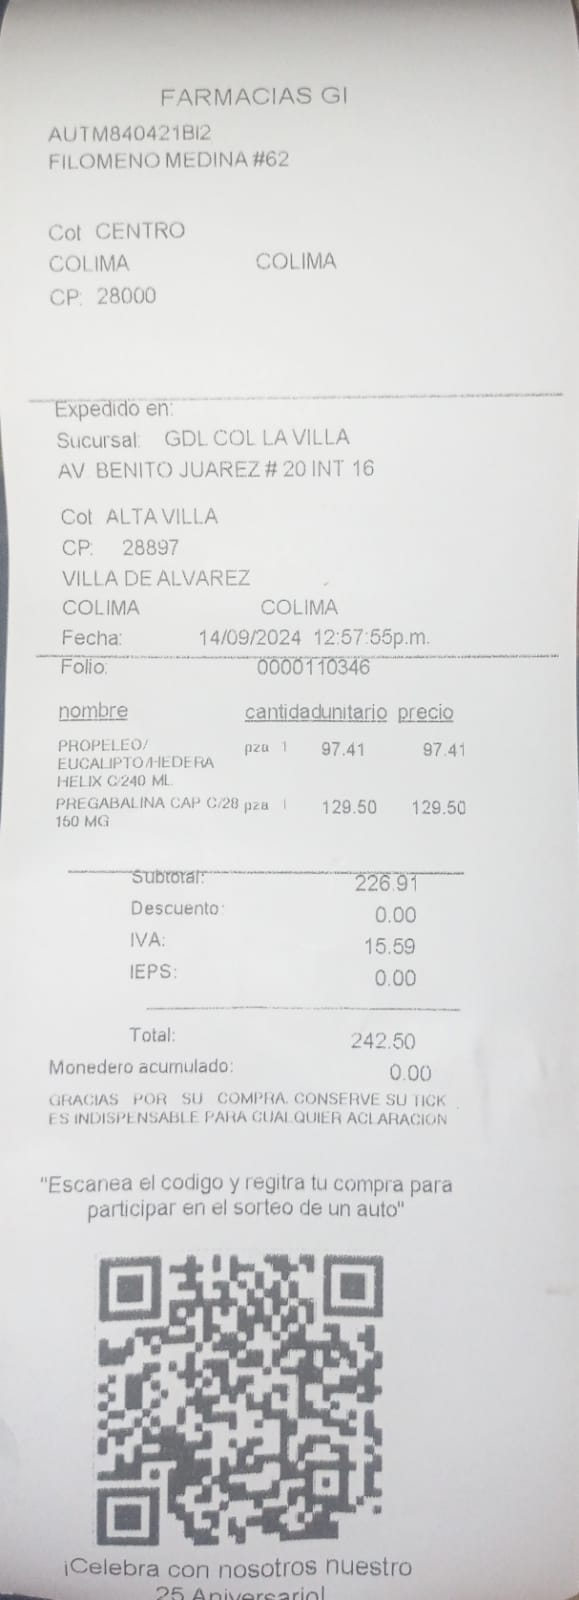 FARMACIAS GI
AUTM840421BI2
FILOMENO MEDINA #62
Col CENTRO
COLIMA COLIMA
CP: 28000
Expedido en:
Sucursal: GDL COL LA VILLA
AV. BENITO JUAREZ # 20 INT 16
Col ALTA VILLA
CP: 28897
VILLA DE ALVAREZ
COLIMA COLIMA
Fecha: 14/09/2024 12:57:55p.m.
Folio: 0000110346
nombre cantidad unitario precio
PROPELEO/ pza 1 97.41 97.41
EUCALIPTO/HEDERA
HELIX C/240 ML
PREGABALINA CAP C/28 pza 1 129.50 129.50
150 MG
Subtotal: 226.91
Descuento: 0.00
IVA: 15.59
IEPS: 0.00
Total: 242.50
Monedero acumulado: 0.00
GRACIAS POR SU COMPRA. CONSERVE SU TICK
ES INDISPENSABLE PARA CUALQUIER ACLARACION
"Escanea el codigo y regitra tu compra para
participar en el sorteo de un auto"
¡Celebra con nosotros nuestro
25 Aniversario!